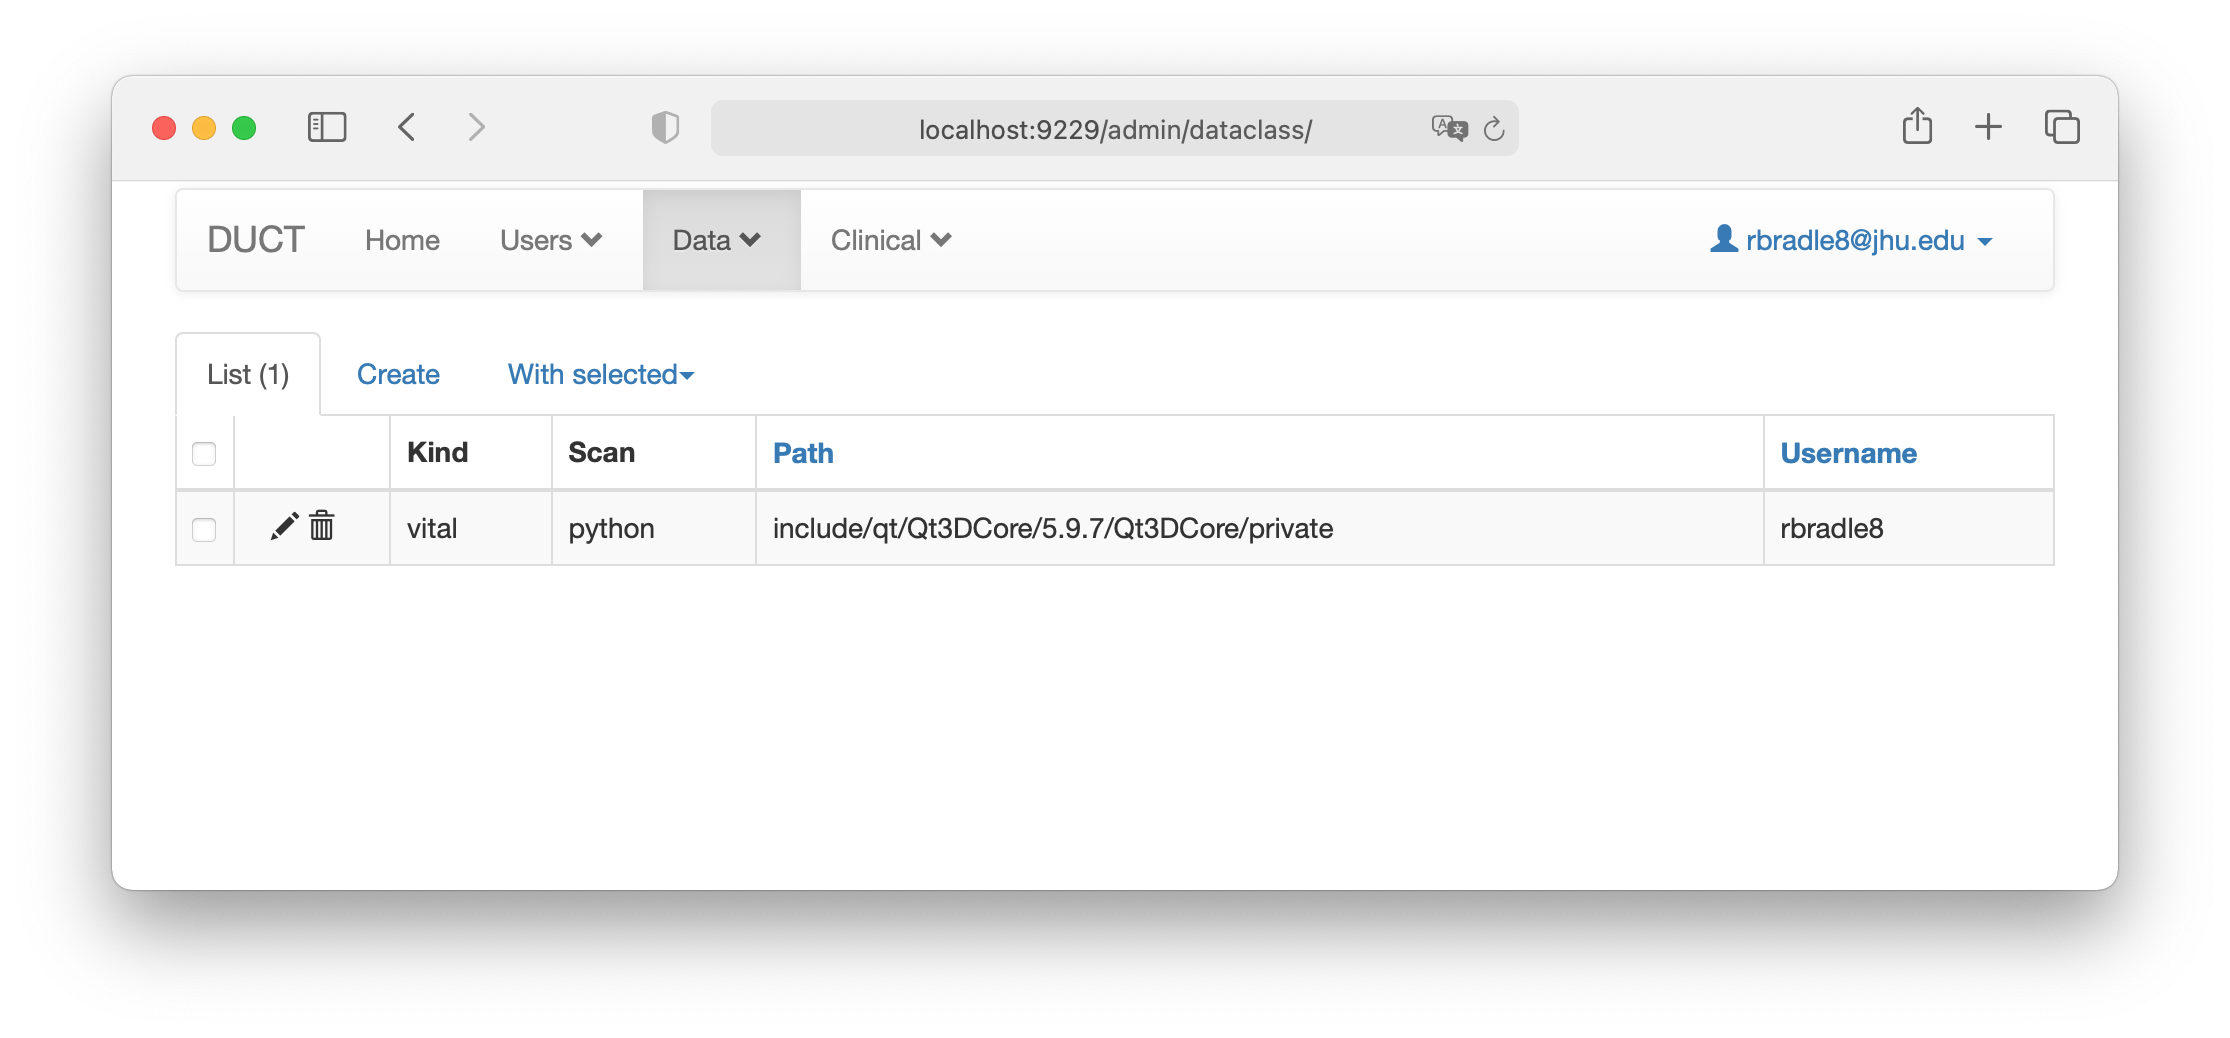 localhost:9229/admin/dataclass/
DUCT Home Users Data Clinical rbradle8@jhu.edu
List (1) Create With selected
Kind Scan Path Username
vital python include/qt/Qt3DCore/5.9.7/Qt3DCore/private rbradle8